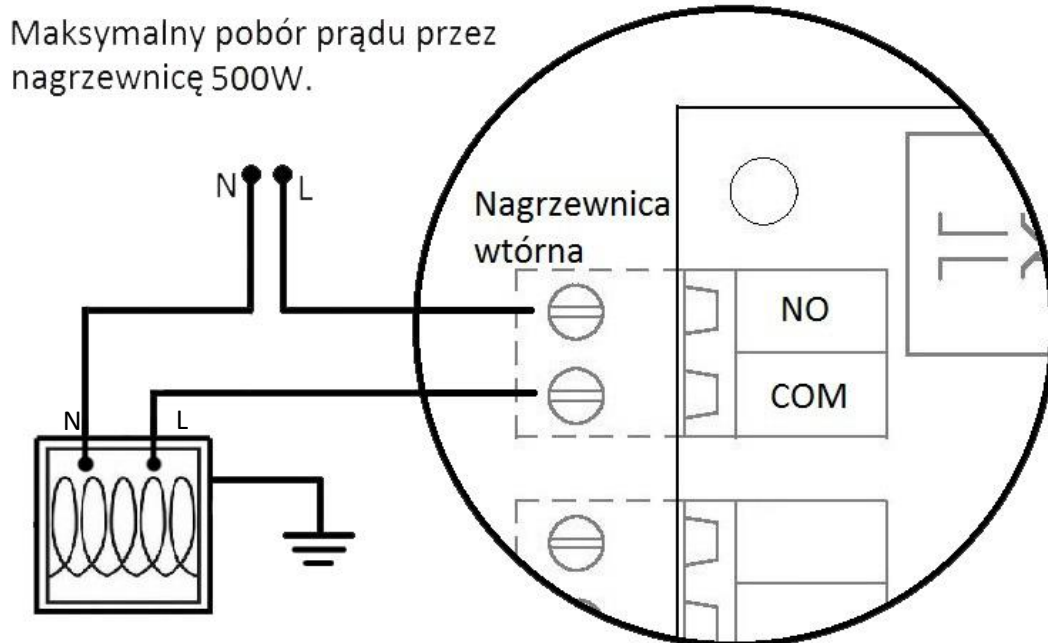 Maksymalny pobór prądu przez
nagrzewnicę 500W.
N
L
Nagrzewnica
wtórna
NO
COM
N
L